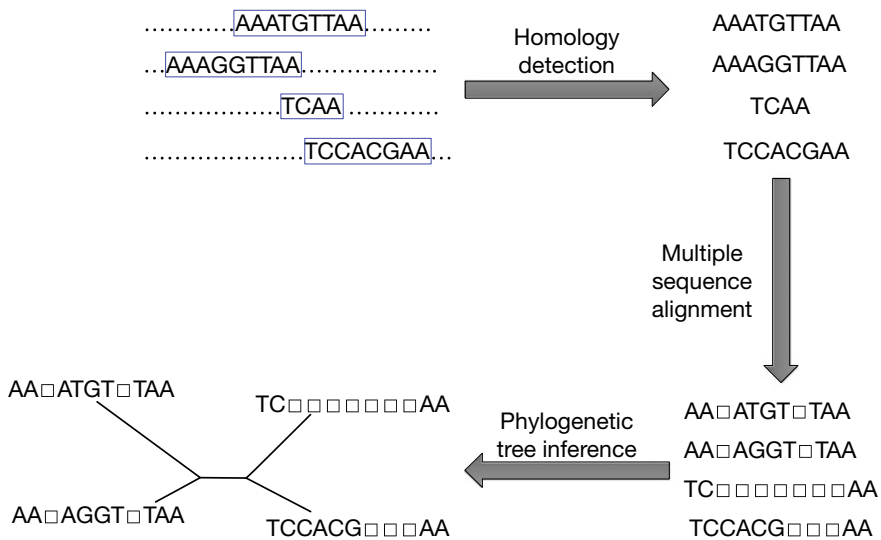 ..............AAATGTTAA..........
...AAAGGTTAA.....................
.....................TCAA ..............
........................TCCACGAA...
Homology
detection
AAATGTTAA
AAAGGTTAA
TCAA
TCCACGAA
Multiple
sequence
alignment
AA□ATGT□TAA
AA□AGGT□TAA
TC□□□□□□□AA
TCCACG□□□AA
Phylogenetic
tree inference
AA□ATGT□TAA
TC□□□□□□□AA
AA□AGGT□TAA
TCCACG□□□AA